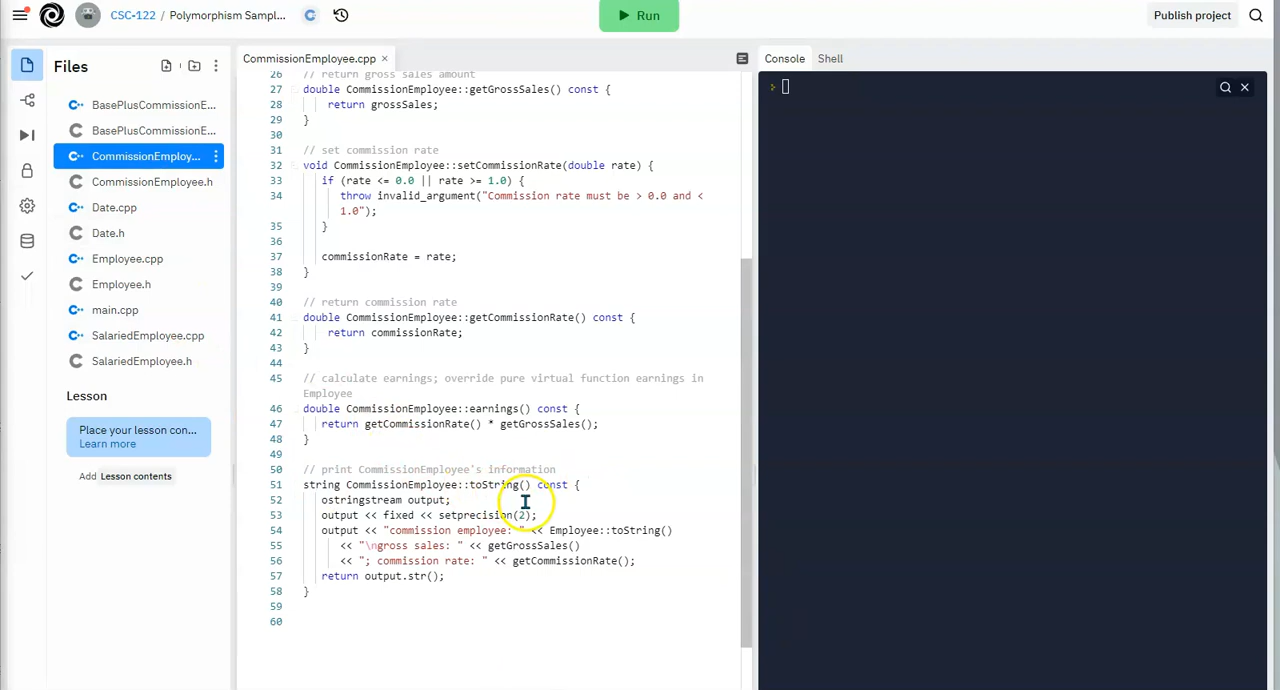 CSC-122 / Polymorphism Sampl...
Run
Publish project
Files
BasePlusCommissionE...
BasePlusCommissionE...
CommissionEmploy...
CommissionEmployee.h
Date.cpp
Date.h
Employee.cpp
Employee.h
main.cpp
SalariedEmployee.cpp
SalariedEmployee.h
Lesson
Place your lesson con...
Learn more
Add Lesson contents
CommissionEmployee.cpp ×
26 // return gross sales amount
27 double CommissionEmployee::getGrossSales() const {
28 return grossSales;
29 }
30
31 // set commission rate
32 void CommissionEmployee::setCommissionRate(double rate) {
33 if (rate <= 0.0 || rate >= 1.0) {
34 throw invalid_argument("Commission rate must be > 0.0 and <
1.0");
35 }
36
37 commissionRate = rate;
38 }
39
40 // return commission rate
41 double CommissionEmployee::getCommissionRate() const {
42 return commissionRate;
43 }
44
45 // calculate earnings; override pure virtual function earnings in
Employee
46 double CommissionEmployee::earnings() const {
47 return getCommissionRate() * getGrossSales();
48 }
49
50 // print CommissionEmployee's information
51 string CommissionEmployee::toString() const {
52 ostringstream output;
53 output << fixed << setprecision(2);
54 output << "commission employee: " << Employee::toString()
55 << "\ngross sales: " << getGrossSales()
56 << "; commission rate: " << getCommissionRate();
57 return output.str();
58 }
59
60
Console
Shell